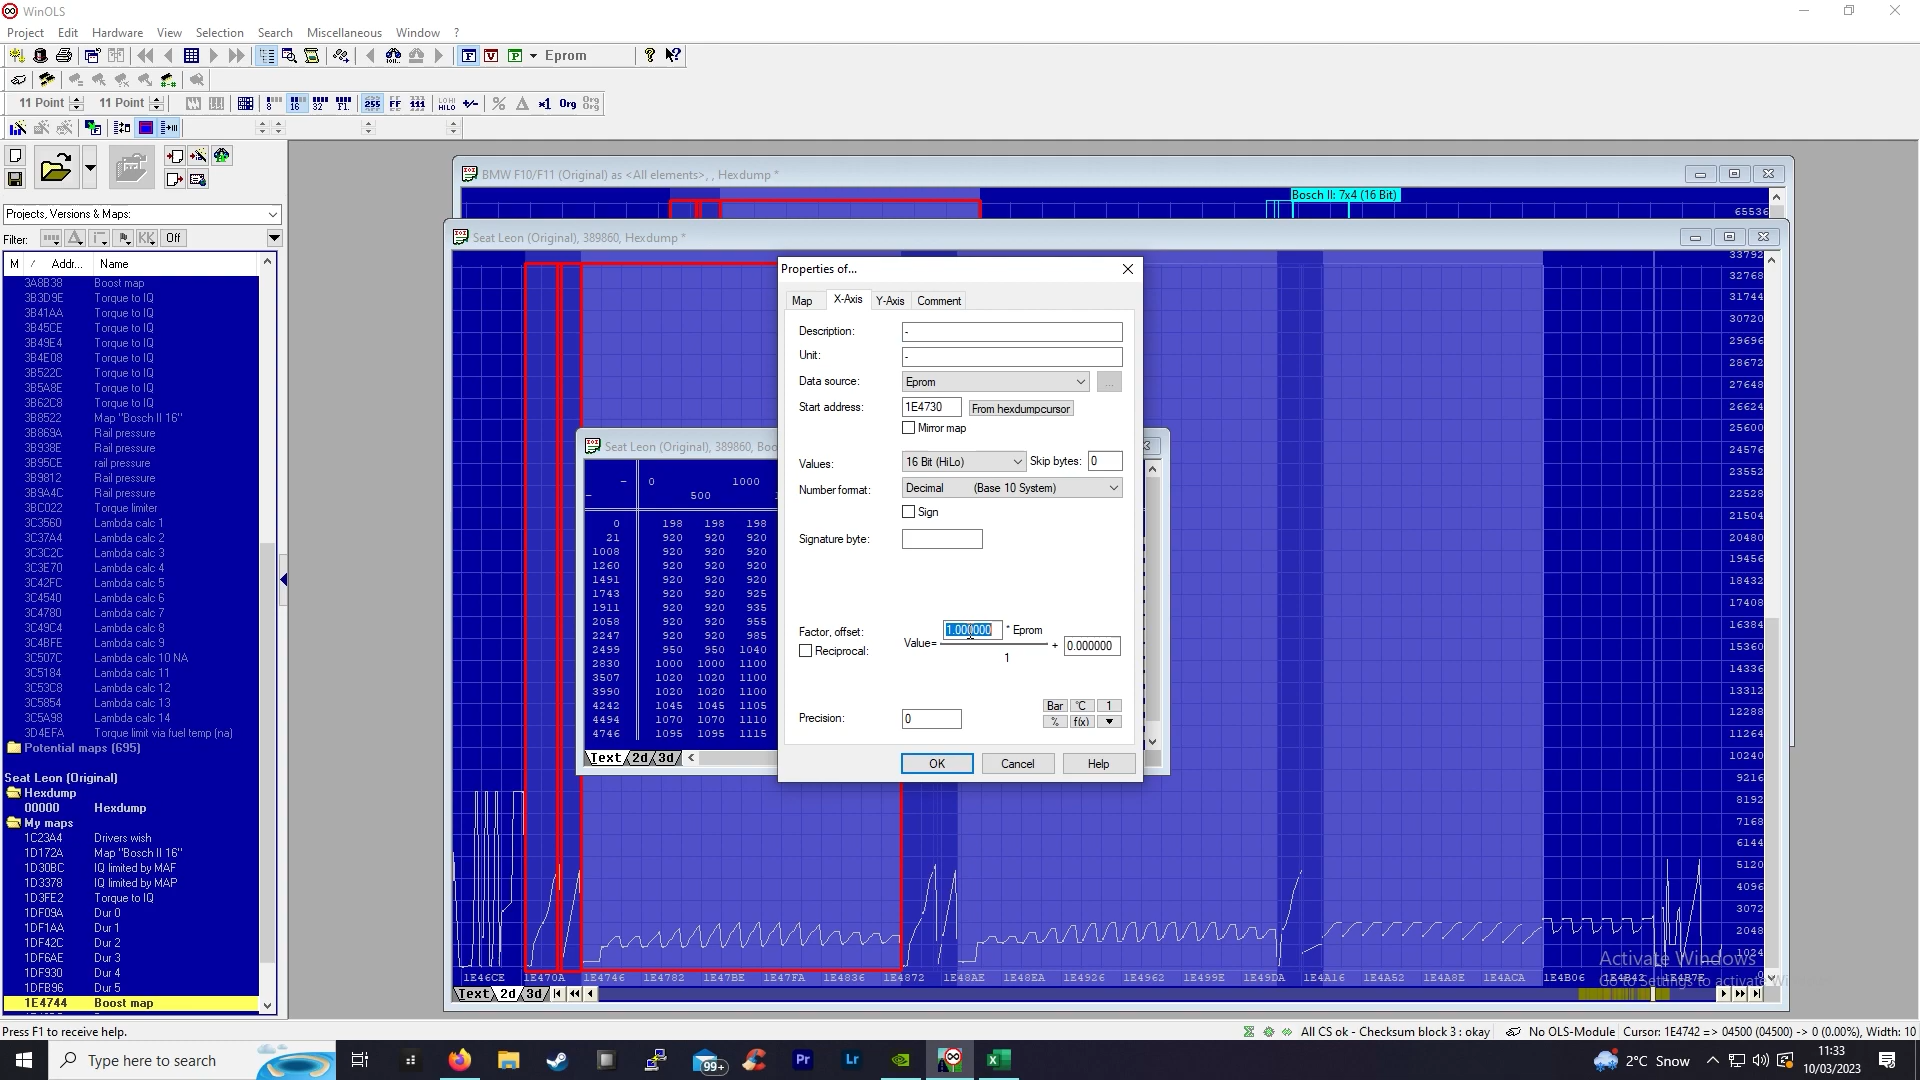 WinOLS
Project Edit Hardware View Selection Search Miscellaneous Window ?
Eprom
11 Point 11 Point
Projects, Versions & Maps:
Filter: Off
M / Addr... Name
3A8B38 Boost map
3B3D9E Torque to IQ
3B41AA Torque to IQ
3B45CE Torque to IQ
3B49E4 Torque to IQ
3B4E08 Torque to IQ
3B522C Torque to IQ
3B5A8E Torque to IQ
3B62C8 Torque to IQ
3B8522 Map "Bosch II 16"
3B869A Rail pressure
3B938E Rail pressure
3B95CE rail pressure
3B9812 Rail pressure
3B9A4C Rail pressure
3BC022 Torque limiter
3C3560 Lambda calc 1
3C37A4 Lambda calc 2
3C3C2C Lambda calc 3
3C3E70 Lambda calc 4
3C42FC Lambda calc 5
3C4540 Lambda calc 6
3C4780 Lambda calc 7
3C49C4 Lambda calc 8
3C4BFE Lambda calc 9
3C507C Lambda calc 10 NA
3C5184 Lambda calc 11
3C53C8 Lambda calc 12
3C5854 Lambda calc 13
3C5A98 Lambda calc 14
3D4EFA Torque limit via fuel temp (na)
Potential maps (695)
Seat Leon (Original)
Hexdump
00000 Hexdump
My maps
1C23A4 Drivers wish
1D172A Map "Bosch II 16"
1D30BC IQ limited by MAF
1D3378 IQ limited by MAP
1D3FE2 Torque to IQ
1DF09A Dur 0
1DF1AA Dur 1
1DF42C Dur 2
1DF6AE Dur 3
1DF930 Dur 4
1DFB96 Dur 5
1E4744 Boost map
BMW F10/F11 (Original) as <All elements>, , Hexdump *
Bosch II: 7x4 (16 Bit)
65536
Seat Leon (Original), 389860, Hexdump *
33792
32768
31744
30720
29696
28672
27648
26624
25600
24576
23552
22528
21504
20480
19456
18432
17408
16384
15360
14336
13312
12288
11264
10240
9216
8192
7168
6144
5120
4096
3072
2048
1024
0
Seat Leon (Original), 389860, Boo
- 0 1000
- 500
0 198 198 198
21 920 920 920
1008 920 920 920
1260 920 920 920
1491 920 920 920
1743 920 920 925
1911 920 920 935
2058 920 920 955
2247 920 920 985
2499 950 950 1040
2830 1000 1000 1100
3507 1020 1020 1100
3990 1020 1020 1100
4242 1045 1045 1105
4494 1070 1070 1110
4746 1095 1095 1115
Text 2d 3d
Properties of...
Map X-Axis Y-Axis Comment
Description: -
Unit: -
Data source: Eprom ...
Start address: 1E4730 From hexdumpcursor
Mirror map
Values: 16 Bit (HiLo) Skip bytes: 0
Number format: Decimal (Base 10 System)
Sign
Signature byte:
Factor, offset: Value= 1.000000 * Eprom
1 + 0.000000
Reciprocal:
Bar °C 1
% f(x)
Precision: 0
OK Cancel Help
1E46CE 1E470A 1E4746 1E4782 1E47BE 1E47FA 1E4836 1E4872 1E48AE 1E48EA 1E4926 1E4962 1E499E 1E49DA 1E4A16 1E4A52 1E4A8E 1E4ACA 1E4B06 1E4B42 1E4B7E
Text 2d 3d
Activate Windows
Go to Settings to activate Wi
Press F1 to receive help.
All CS ok - Checksum block 3 : okay No OLS-Module Cursor: 1E4742 => 04500 (04500) -> 0 (0.00%), Width: 10
Type here to search
99+
Pr
Lr
2°C Snow
11:33
10/03/2023